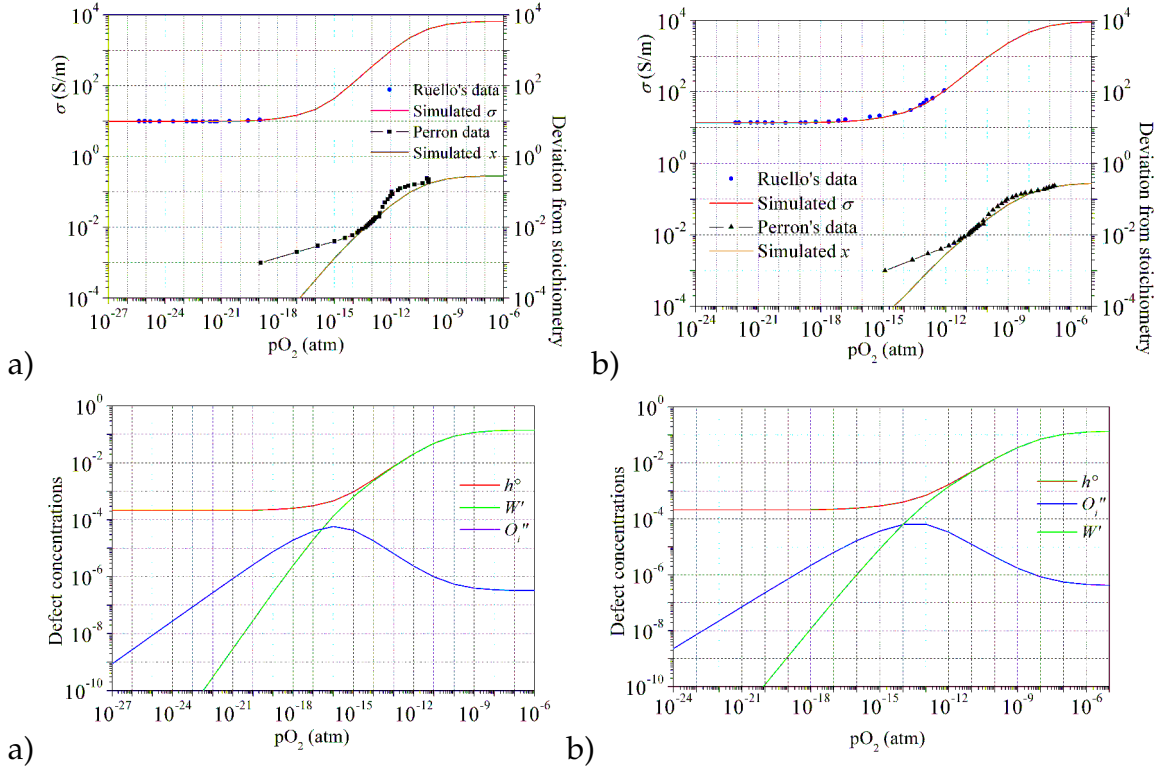 σ (S/m)
10^4
10^2
10^0
10^-2
10^-4
10^4
10^2
10^0
10^-2
10^-4
Deviation from stoichiometry
Ruello's data
Simulated σ
Perron data
Simulated x
10^-27 10^-24 10^-21 10^-18 10^-15 10^-12 10^-9 10^-6
pO₂ (atm)
a)
σ (S/m)
10^4
10^2
10^0
10^-2
10^-4
10^4
10^2
10^0
10^-2
10^-4
Deviation from stoichiometry
Ruello's data
Simulated σ
Perron's data
Simulated x
10^-24 10^-21 10^-18 10^-15 10^-12 10^-9 10^-6
pO₂ (atm)
b)
Defect concentrations
10^0
10^-2
10^-4
10^-6
10^-8
10^-10
h°
W'
O_i"
10^-27 10^-24 10^-21 10^-18 10^-15 10^-12 10^-9 10^-6
pO₂ (atm)
a)
Defect concentrations
10^0
10^-2
10^-4
10^-6
10^-8
10^-10
h°
O_i"
W'
10^-24 10^-21 10^-18 10^-15 10^-12 10^-9 10^-6
pO₂ (atm)
b)